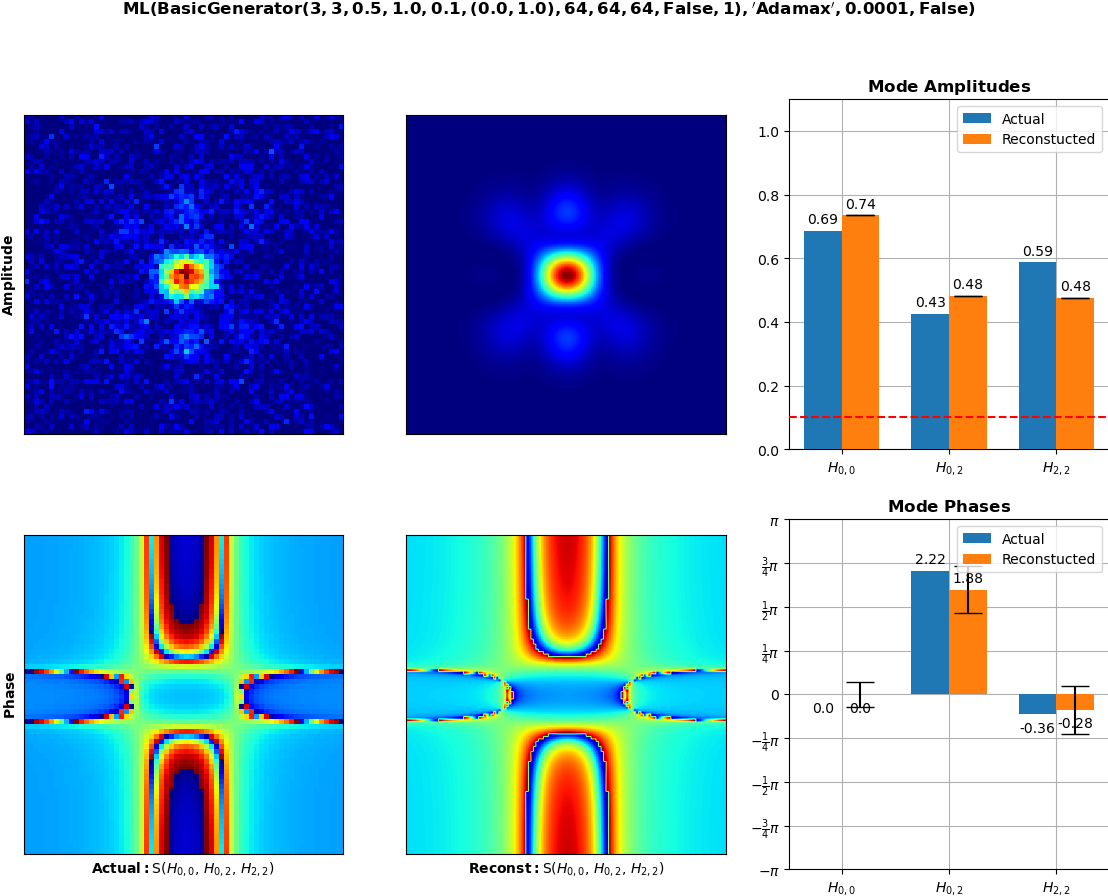 ML(BasicGenerator(3, 3, 0.5, 1.0, 0.1, (0.0, 1.0), 64, 64, 64, False, 1), ′Adamax′, 0.0001, False)
Mode Amplitudes
Amplitude
1.0
0.8
0.6
0.4
0.2
0.0
Actual
Reconstucted
0.69
0.74
0.43
0.48
0.59
0.48
H₀,₀
H₀,₂
H₂,₂
Mode Phases
Phase
π
¾π
½π
¼π
0
−¼π
−½π
−¾π
−π
Actual
Reconstucted
0.0
0.0
2.22
1.88
-0.36
-0.28
H₀,₀
H₀,₂
H₂,₂
Actual: S(H₀,₀, H₀,₂, H₂,₂)
Reconst: S(H₀,₀, H₀,₂, H₂,₂)